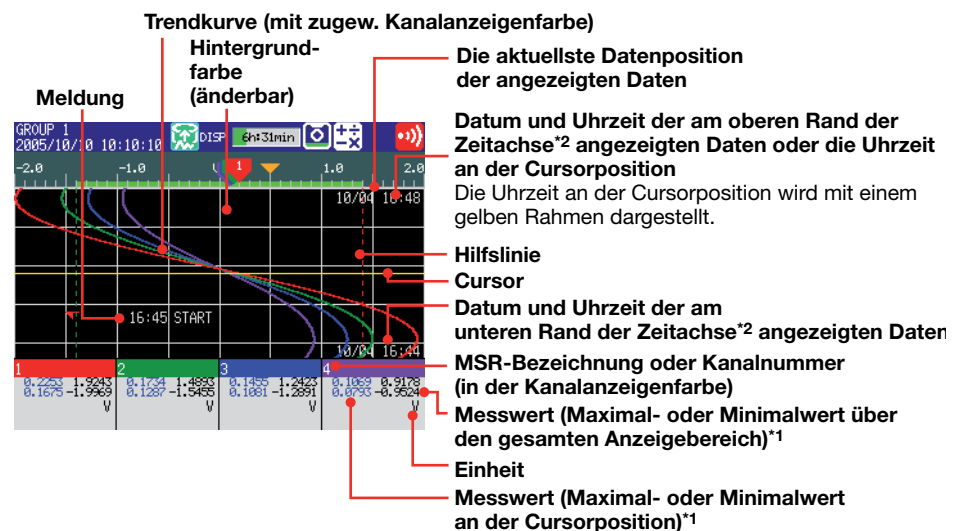 Trendkurve (mit zugew. Kanalanzeigenfarbe)
Hintergrund-
farbe
(änderbar)
Meldung
Die aktuellste Datenposition
der angezeigten Daten
Datum und Uhrzeit der am oberen Rand der
Zeitachse*2 angezeigten Daten oder die Uhrzeit
an der Cursorposition
Die Uhrzeit an der Cursorposition wird mit einem
gelben Rahmen dargestellt.
Hilfslinie
Cursor
Datum und Uhrzeit der am
unteren Rand der Zeitachse*2 angezeigten Daten
MSR-Bezeichnung oder Kanalnummer
(in der Kanalanzeigenfarbe)
Messwert (Maximal- oder Minimalwert über
den gesamten Anzeigebereich)*1
Einheit
Messwert (Maximal- oder Minimalwert
an der Cursorposition)*1
GROUP 1
2005/10/10 10:10:10 DISP 6h:31min
-2.0 -1.0 1 1.0 2.0
10/04 16:48
16:45 START
10/04 16:44
1 2 3 4
0.2253 1.9243 0.1734 1.4893 0.1455 1.2423 0.1069 0.9178
0.1675 -1.9969 0.1287 -1.5455 0.1081 -1.2891 0.0793 -0.9524
V V V V